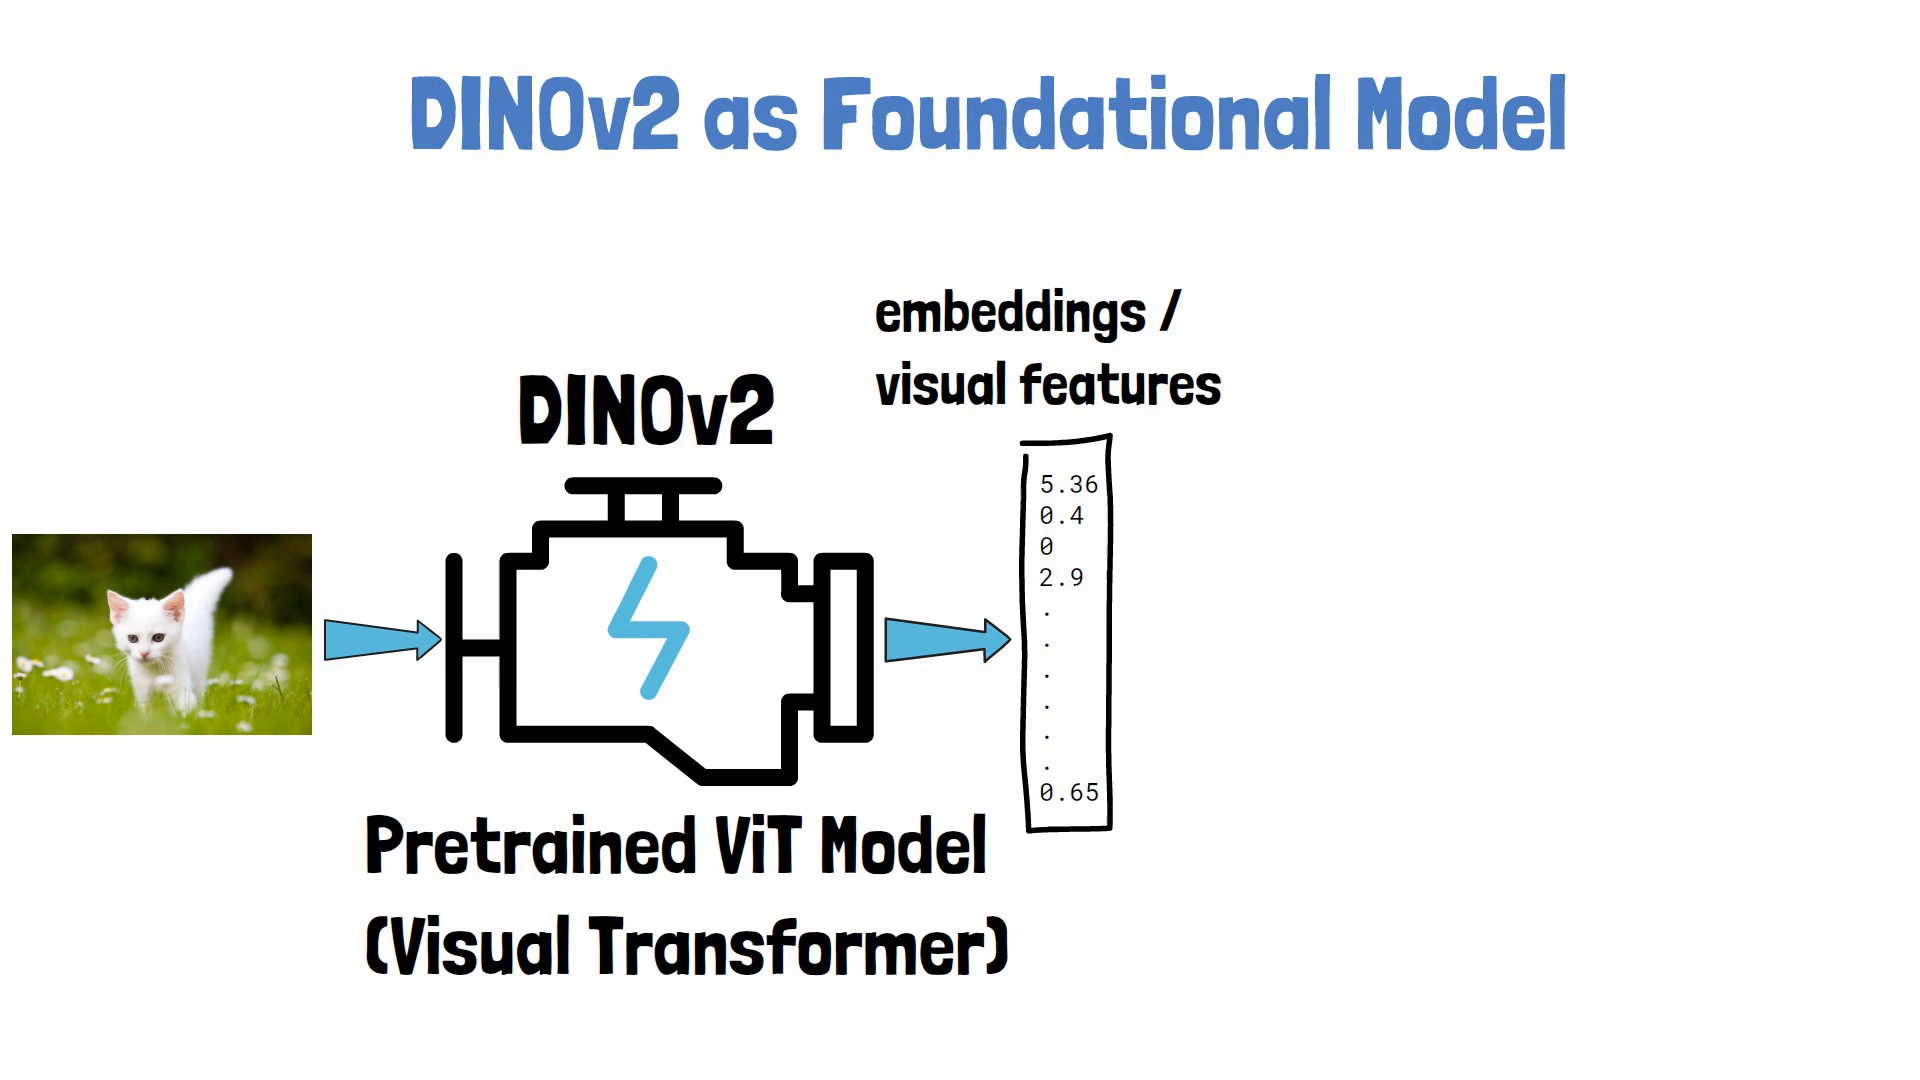 DINOv2 as Foundational Model
embeddings /
visual features
DINOv2
5.36
0.4
0
2.9
.
.
.
.
.
.
0.65
Pretrained ViT Model
(Visual Transformer)